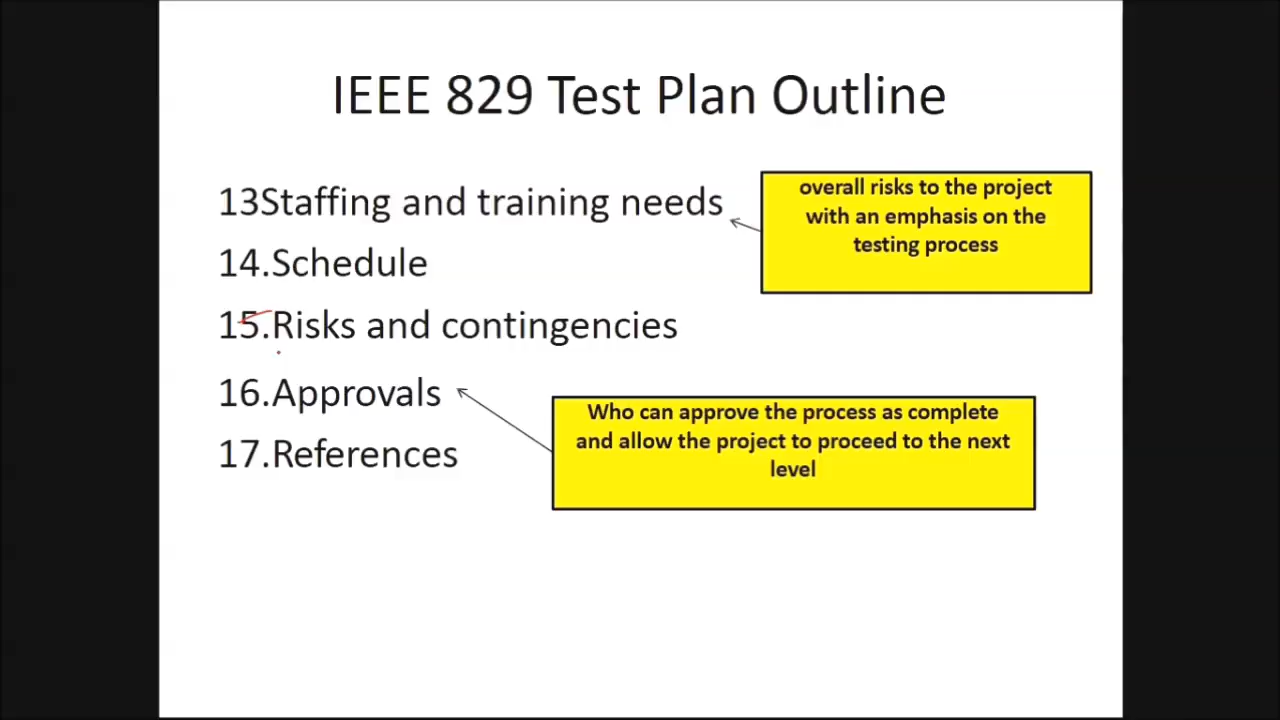 IEEE 829 Test Plan Outline
13Staffing and training needs
14.Schedule
15.Risks and contingencies
16.Approvals
17.References
overall risks to the project
with an emphasis on the
testing process
Who can approve the process as complete
and allow the project to proceed to the next
level